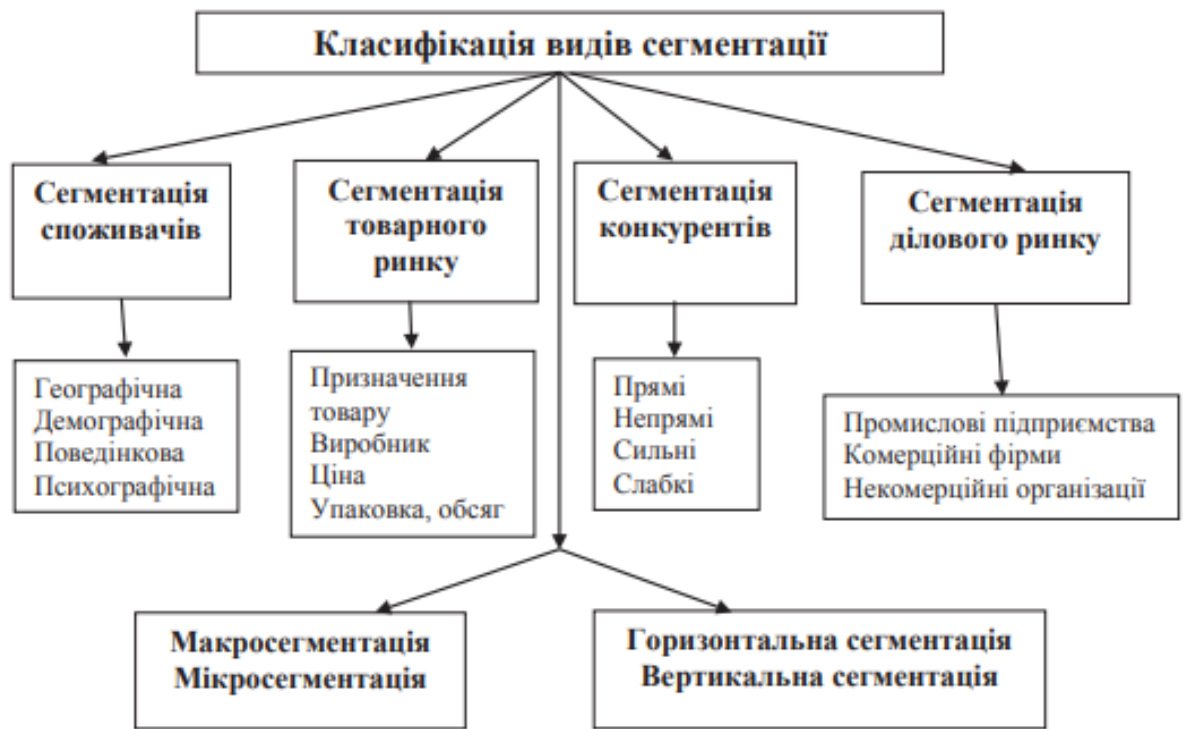 Класифікація видів сегментації
Сегментація
споживачів
Сегментація
товарного
ринку
Сегментація
конкурентів
Сегментація
ділового ринку
Географічна
Демографічна
Поведінкова
Психографічна
Призначення
товару
Виробник
Ціна
Упаковка, обсяг
Прямі
Непрямі
Сильні
Слабкі
Промислові підприємства
Комерційні фірми
Некомерційні організації
Макросегментація
Мікросегментація
Горизонтальна сегментація
Вертикальна сегментація